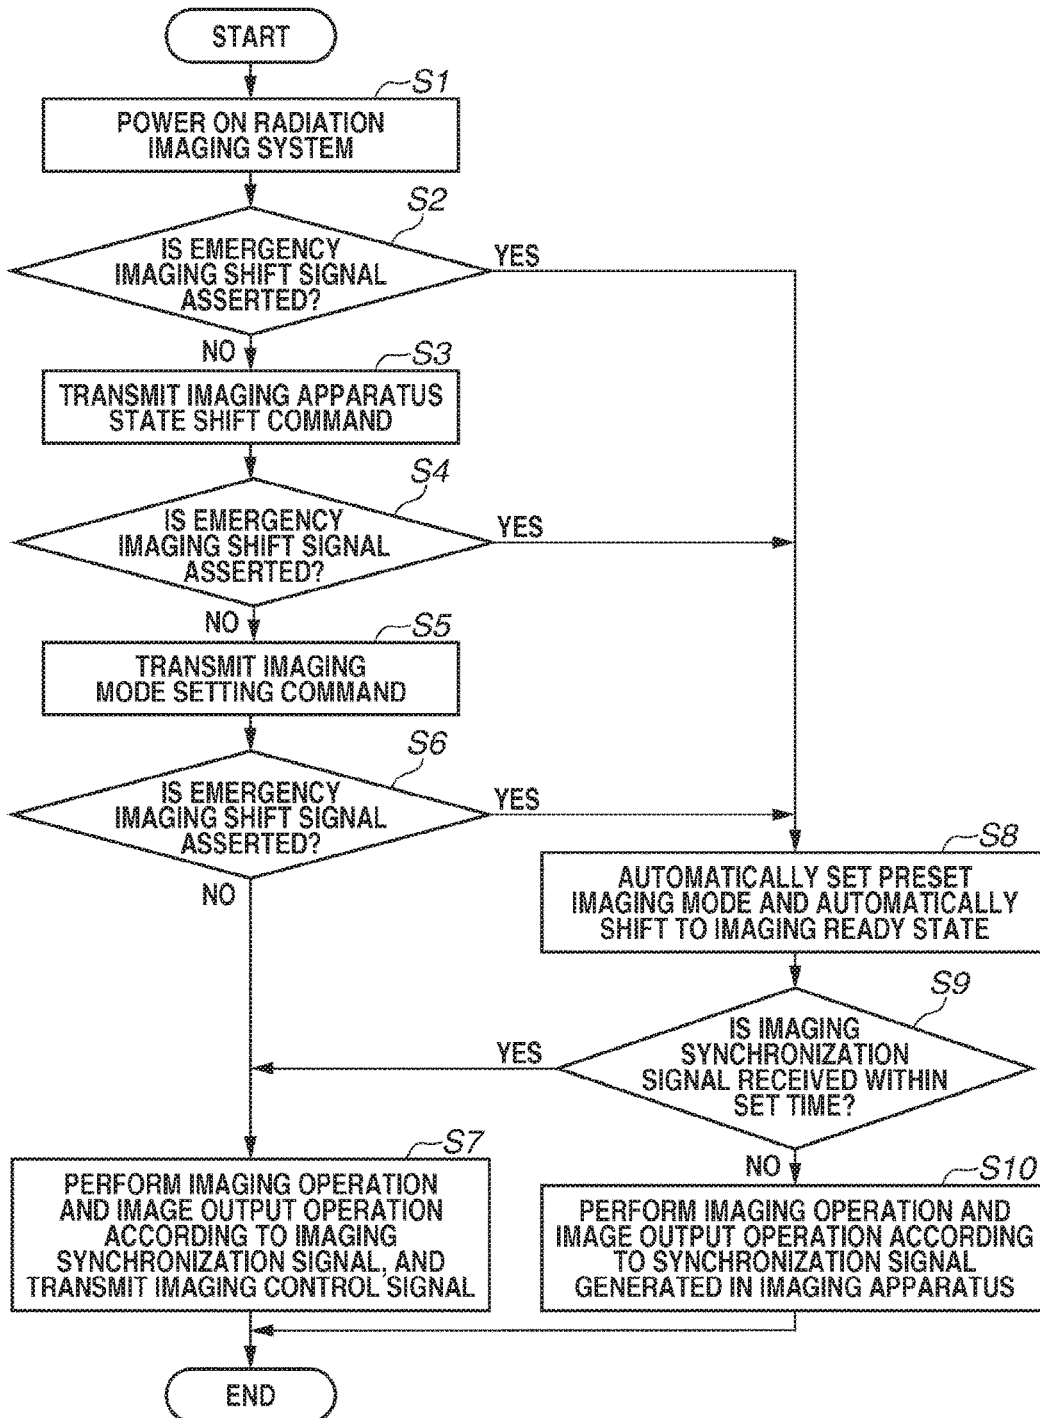 START
S1
POWER ON RADIATION
IMAGING SYSTEM
S2
IS EMERGENCY
IMAGING SHIFT SIGNAL
ASSERTED?
YES
NO
S3
TRANSMIT IMAGING APPARATUS
STATE SHIFT COMMAND
S4
IS EMERGENCY
IMAGING SHIFT SIGNAL
ASSERTED?
YES
NO
S5
TRANSMIT IMAGING
MODE SETTING COMMAND
S6
IS EMERGENCY
IMAGING SHIFT SIGNAL
ASSERTED?
YES
NO
S8
AUTOMATICALLY SET PRESET
IMAGING MODE AND AUTOMATICALLY
SHIFT TO IMAGING READY STATE
S9
IS IMAGING
SYNCHRONIZATION
SIGNAL RECEIVED WITHIN
SET TIME?
YES
NO
S7
PERFORM IMAGING OPERATION
AND IMAGE OUTPUT OPERATION
ACCORDING TO IMAGING
SYNCHRONIZATION SIGNAL, AND
TRANSMIT IMAGING CONTROL SIGNAL
S10
PERFORM IMAGING OPERATION AND
IMAGE OUTPUT OPERATION ACCORDING
TO SYNCHRONIZATION SIGNAL
GENERATED IN IMAGING APPARATUS
END